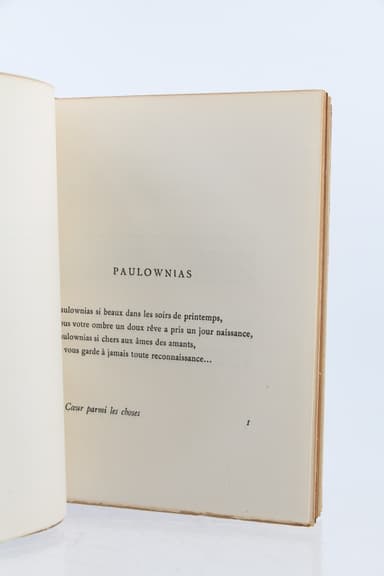 PAULOWNIAS
aulownias si beaux dans les soirs de printemps,
ous votre ombre un doux rêve a pris un jour naissance,
aulownias si chers aux âmes des amants,
vous garde à jamais toute reconnaissance...
Cœur parmi les choses
1